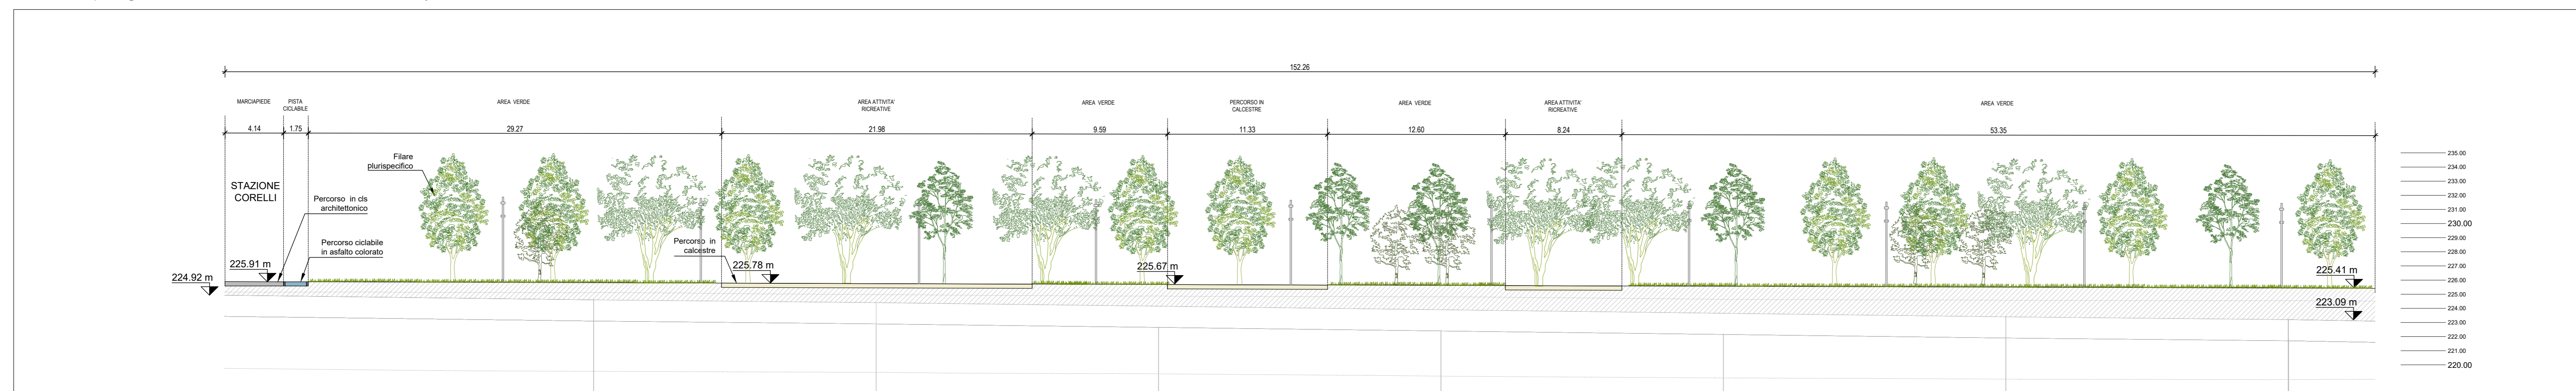 152.26
MARCIAPIEDE
PISTA
CICLABILE
AREA VERDE
AREA ATTIVITA'
RICREATIVE
AREA VERDE
PERCORSO IN
CALCESTRE
AREA VERDE
AREA ATTIVITA'
RICREATIVE
AREA VERDE
4.14
1.75
29.27
21.98
9.59
11.33
12.60
8.24
53.35
Filare
plurispecifico
STAZIONE
CORELLI
Percorso in cls
architettonico
Percorso ciclabile
in asfalto colorato
Percorso in
calcestre
224.92 m
225.91 m
225.78 m
225.67 m
225.41 m
223.09 m
235.00
234.00
233.00
232.00
231.00
230.00
229.00
228.00
227.00
226.00
225.00
224.00
223.00
222.00
221.00
220.00